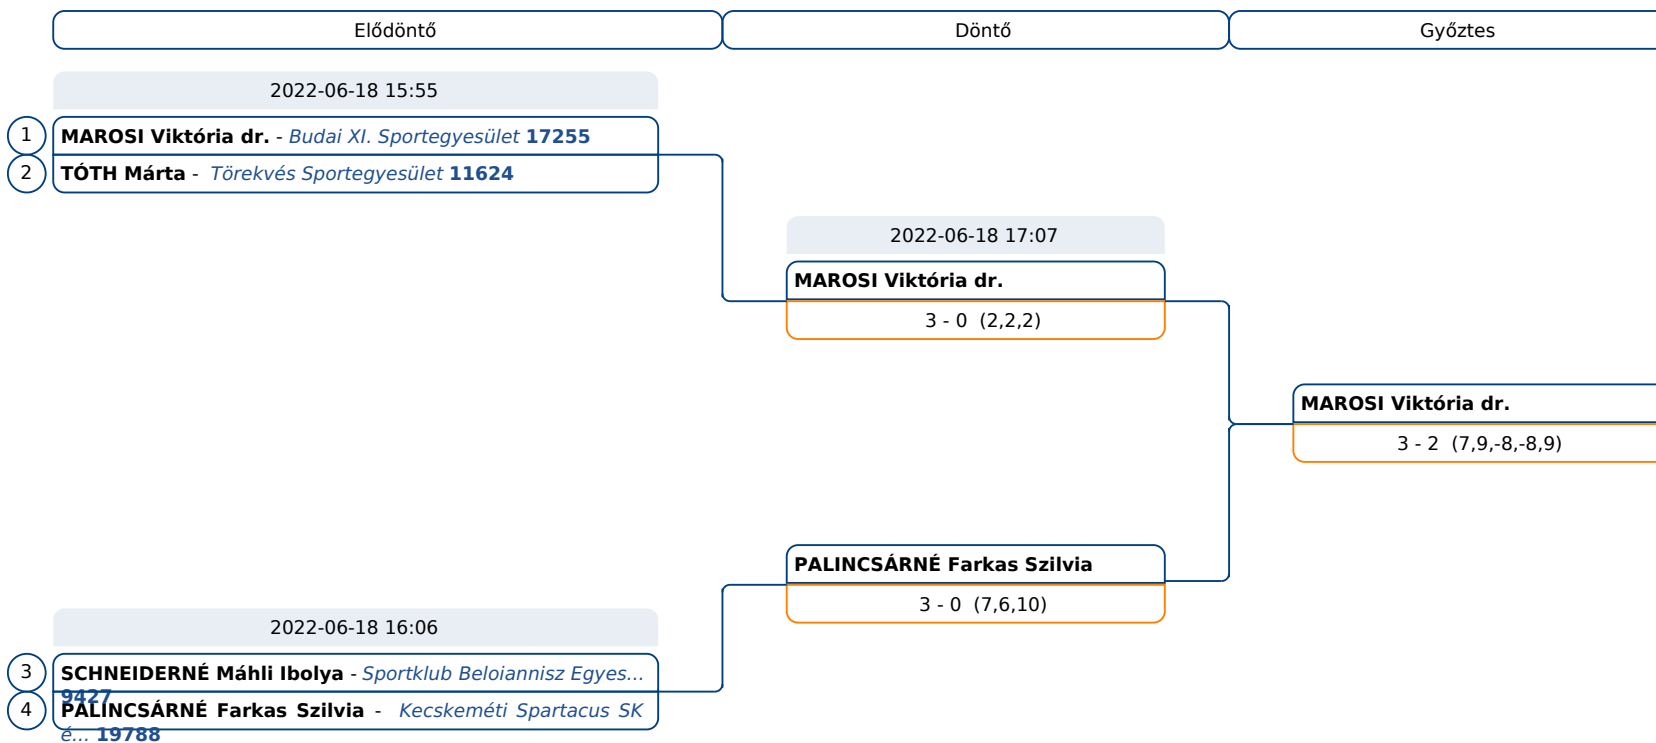 Elődöntő
Döntő
Győztes
2022-06-18 15:55
1
MAROSI Viktória dr. - Budai XI. Sportegyesület 17255
2
TÓTH Márta - Törekvés Sportegyesület 11624
2022-06-18 17:07
MAROSI Viktória dr.
3 - 0 (2,2,2)
MAROSI Viktória dr.
3 - 2 (7,9,-8,-8,9)
PALINCSÁRNÉ Farkas Szilvia
3 - 0 (7,6,10)
2022-06-18 16:06
3
SCHNEIDERNÉ Máhli Ibolya - Sportklub Beloiannisz Egyes...
9427
4
PALINCSÁRNÉ Farkas Szilvia - Kecskeméti Spartacus SK
é... 19788